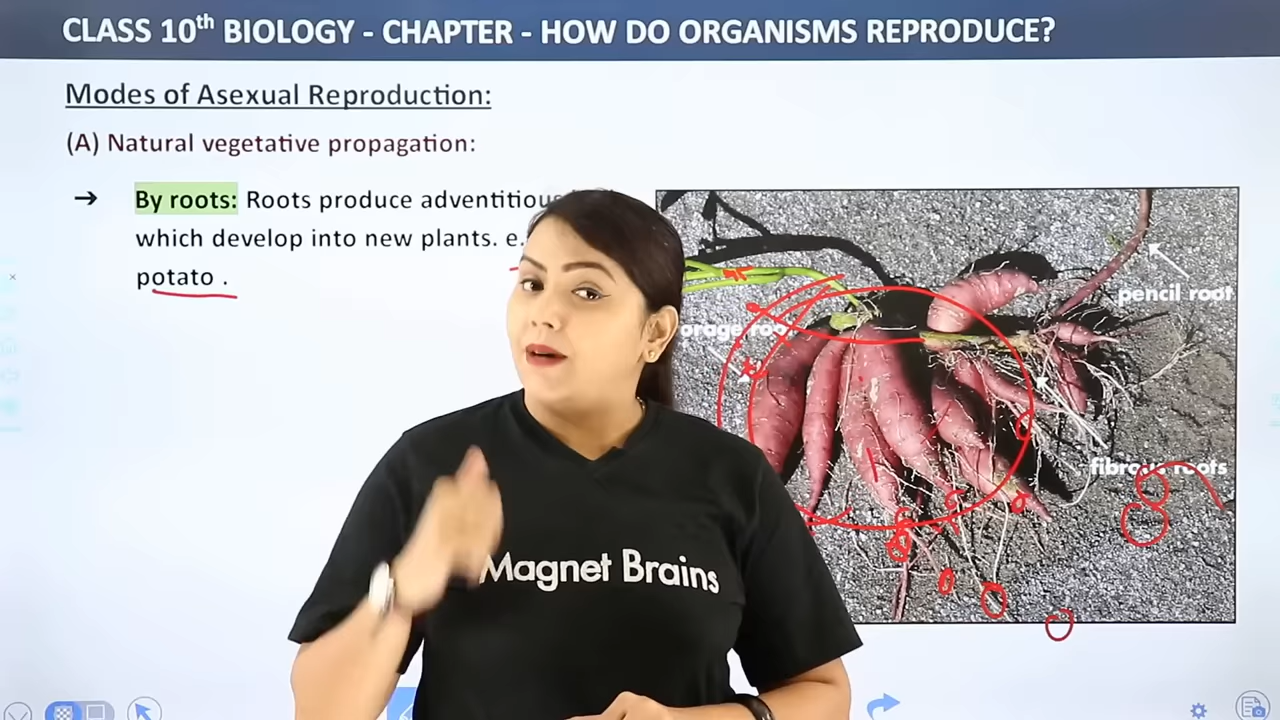 CLASS 10th BIOLOGY - CHAPTER - HOW DO ORGANISMS REPRODUCE?
Modes of Asexual Reproduction:
(A) Natural vegetative propagation:
→ By roots: Roots produce
which develop into new plants.
potato .
pencil root
fibrous roots
Magnet Brains